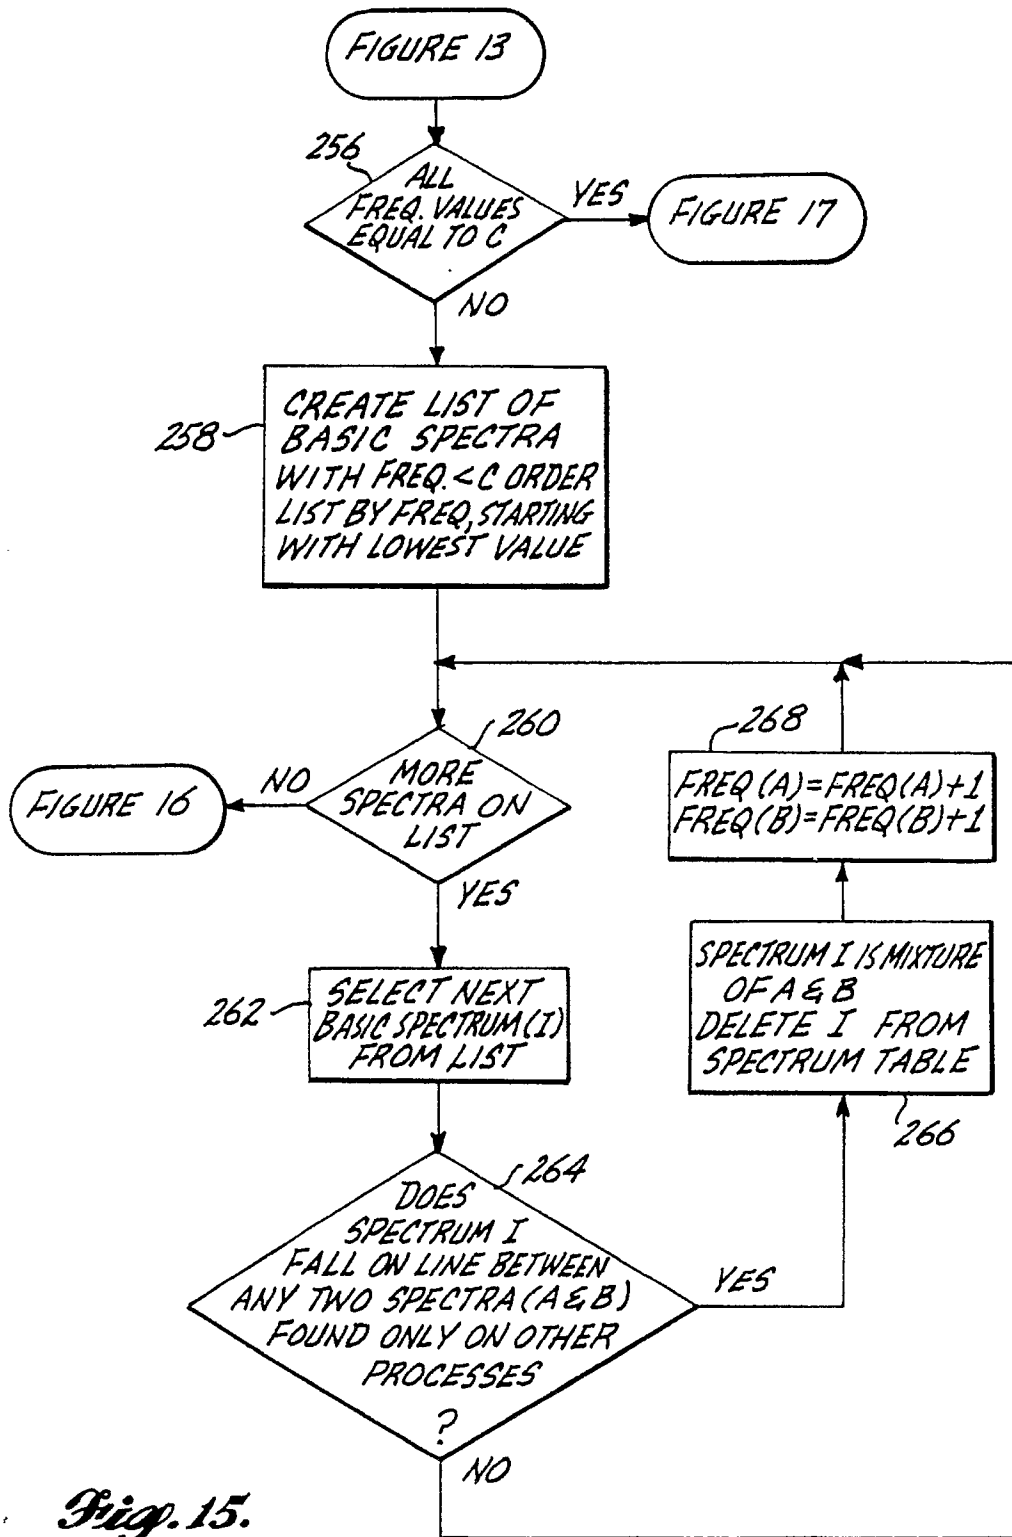 FIGURE 13
256
ALL
FREQ. VALUES
EQUAL TO C
YES
FIGURE 17
NO
258
CREATE LIST OF
BASIC SPECTRA
WITH FREQ. < C ORDER
LIST BY FREQ, STARTING
WITH LOWEST VALUE
260
MORE
SPECTRA ON
LIST
NO
FIGURE 16
YES
268
FREQ (A) = FREQ(A) + 1
FREQ(B) = FREQ(B) + 1
262
SELECT NEXT
BASIC SPECTRUM (I)
FROM LIST
SPECTRUM I IS MIXTURE
OF A & B
DELETE I FROM
SPECTRUM TABLE
266
264
DOES
SPECTRUM I
FALL ON LINE BETWEEN
ANY TWO SPECTRA (A & B)
FOUND ONLY ON OTHER
PROCESSES
?
YES
NO
Fig. 15.